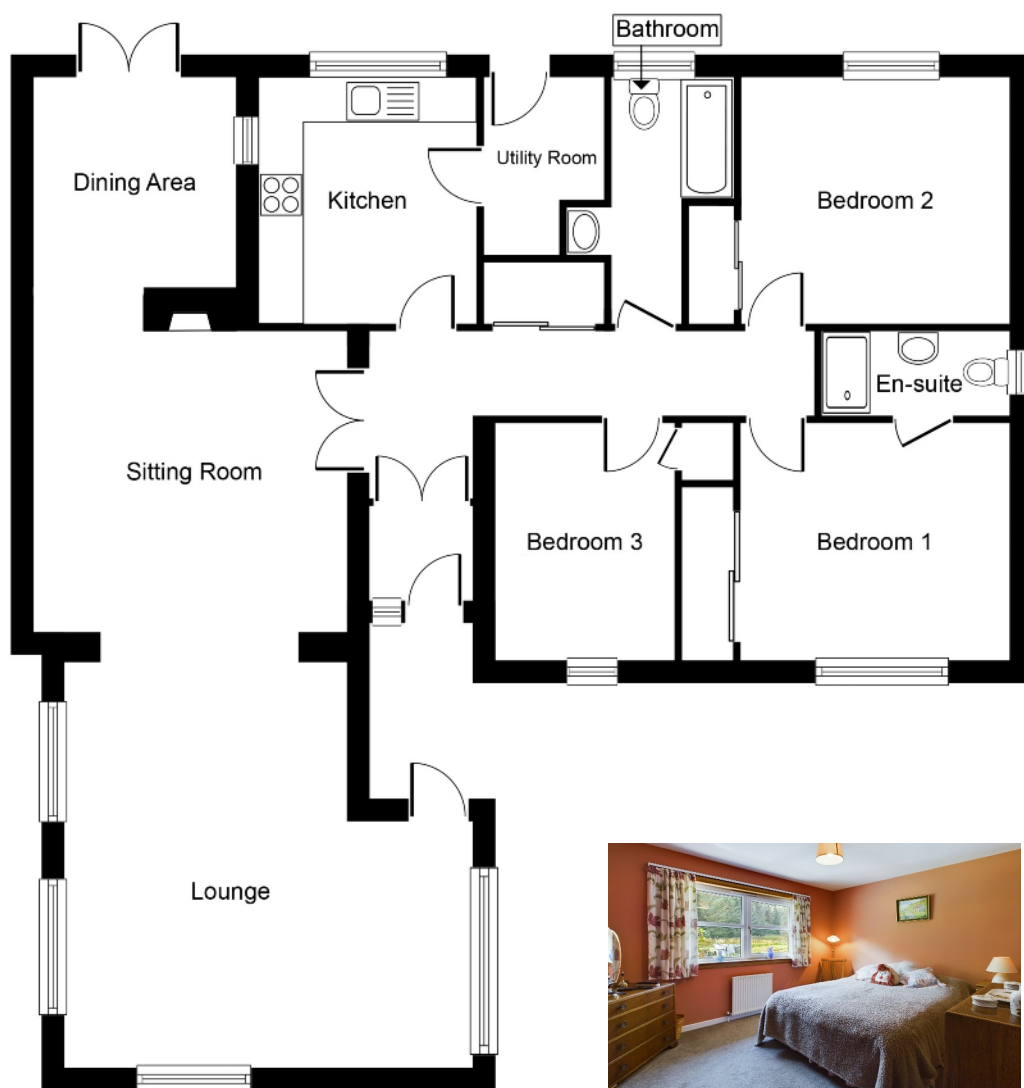 Bathroom
Utility Room
Dining Area
Kitchen
Bedroom 2
En-suite
Sitting Room
Bedroom 3
Bedroom 1
Lounge